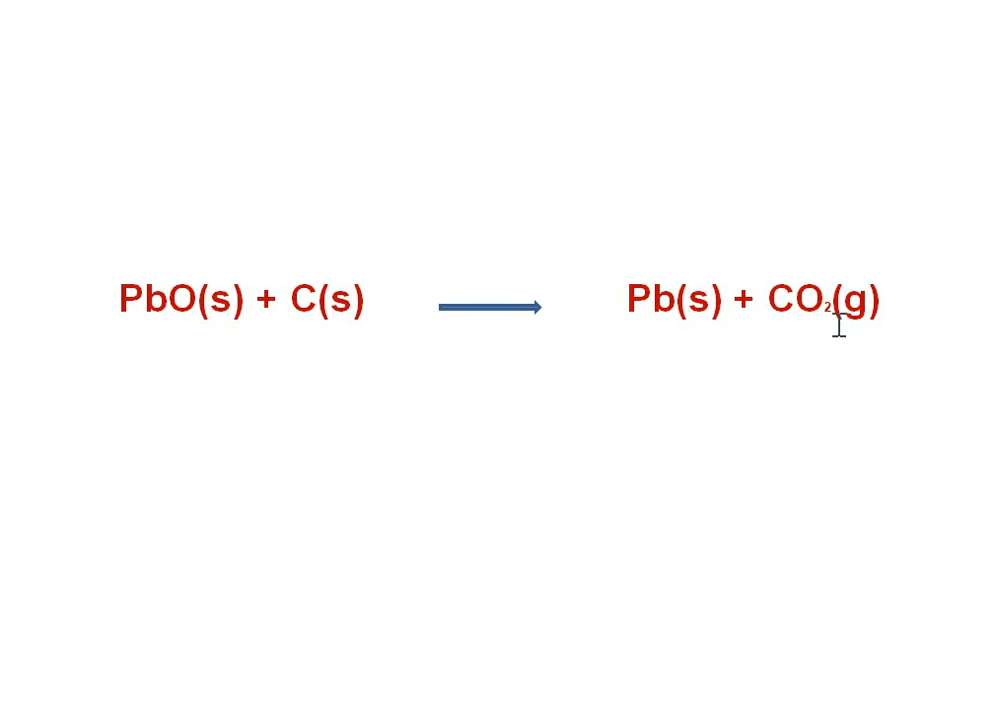 PbO(s) + C(s) → Pb(s) + CO₂(g)